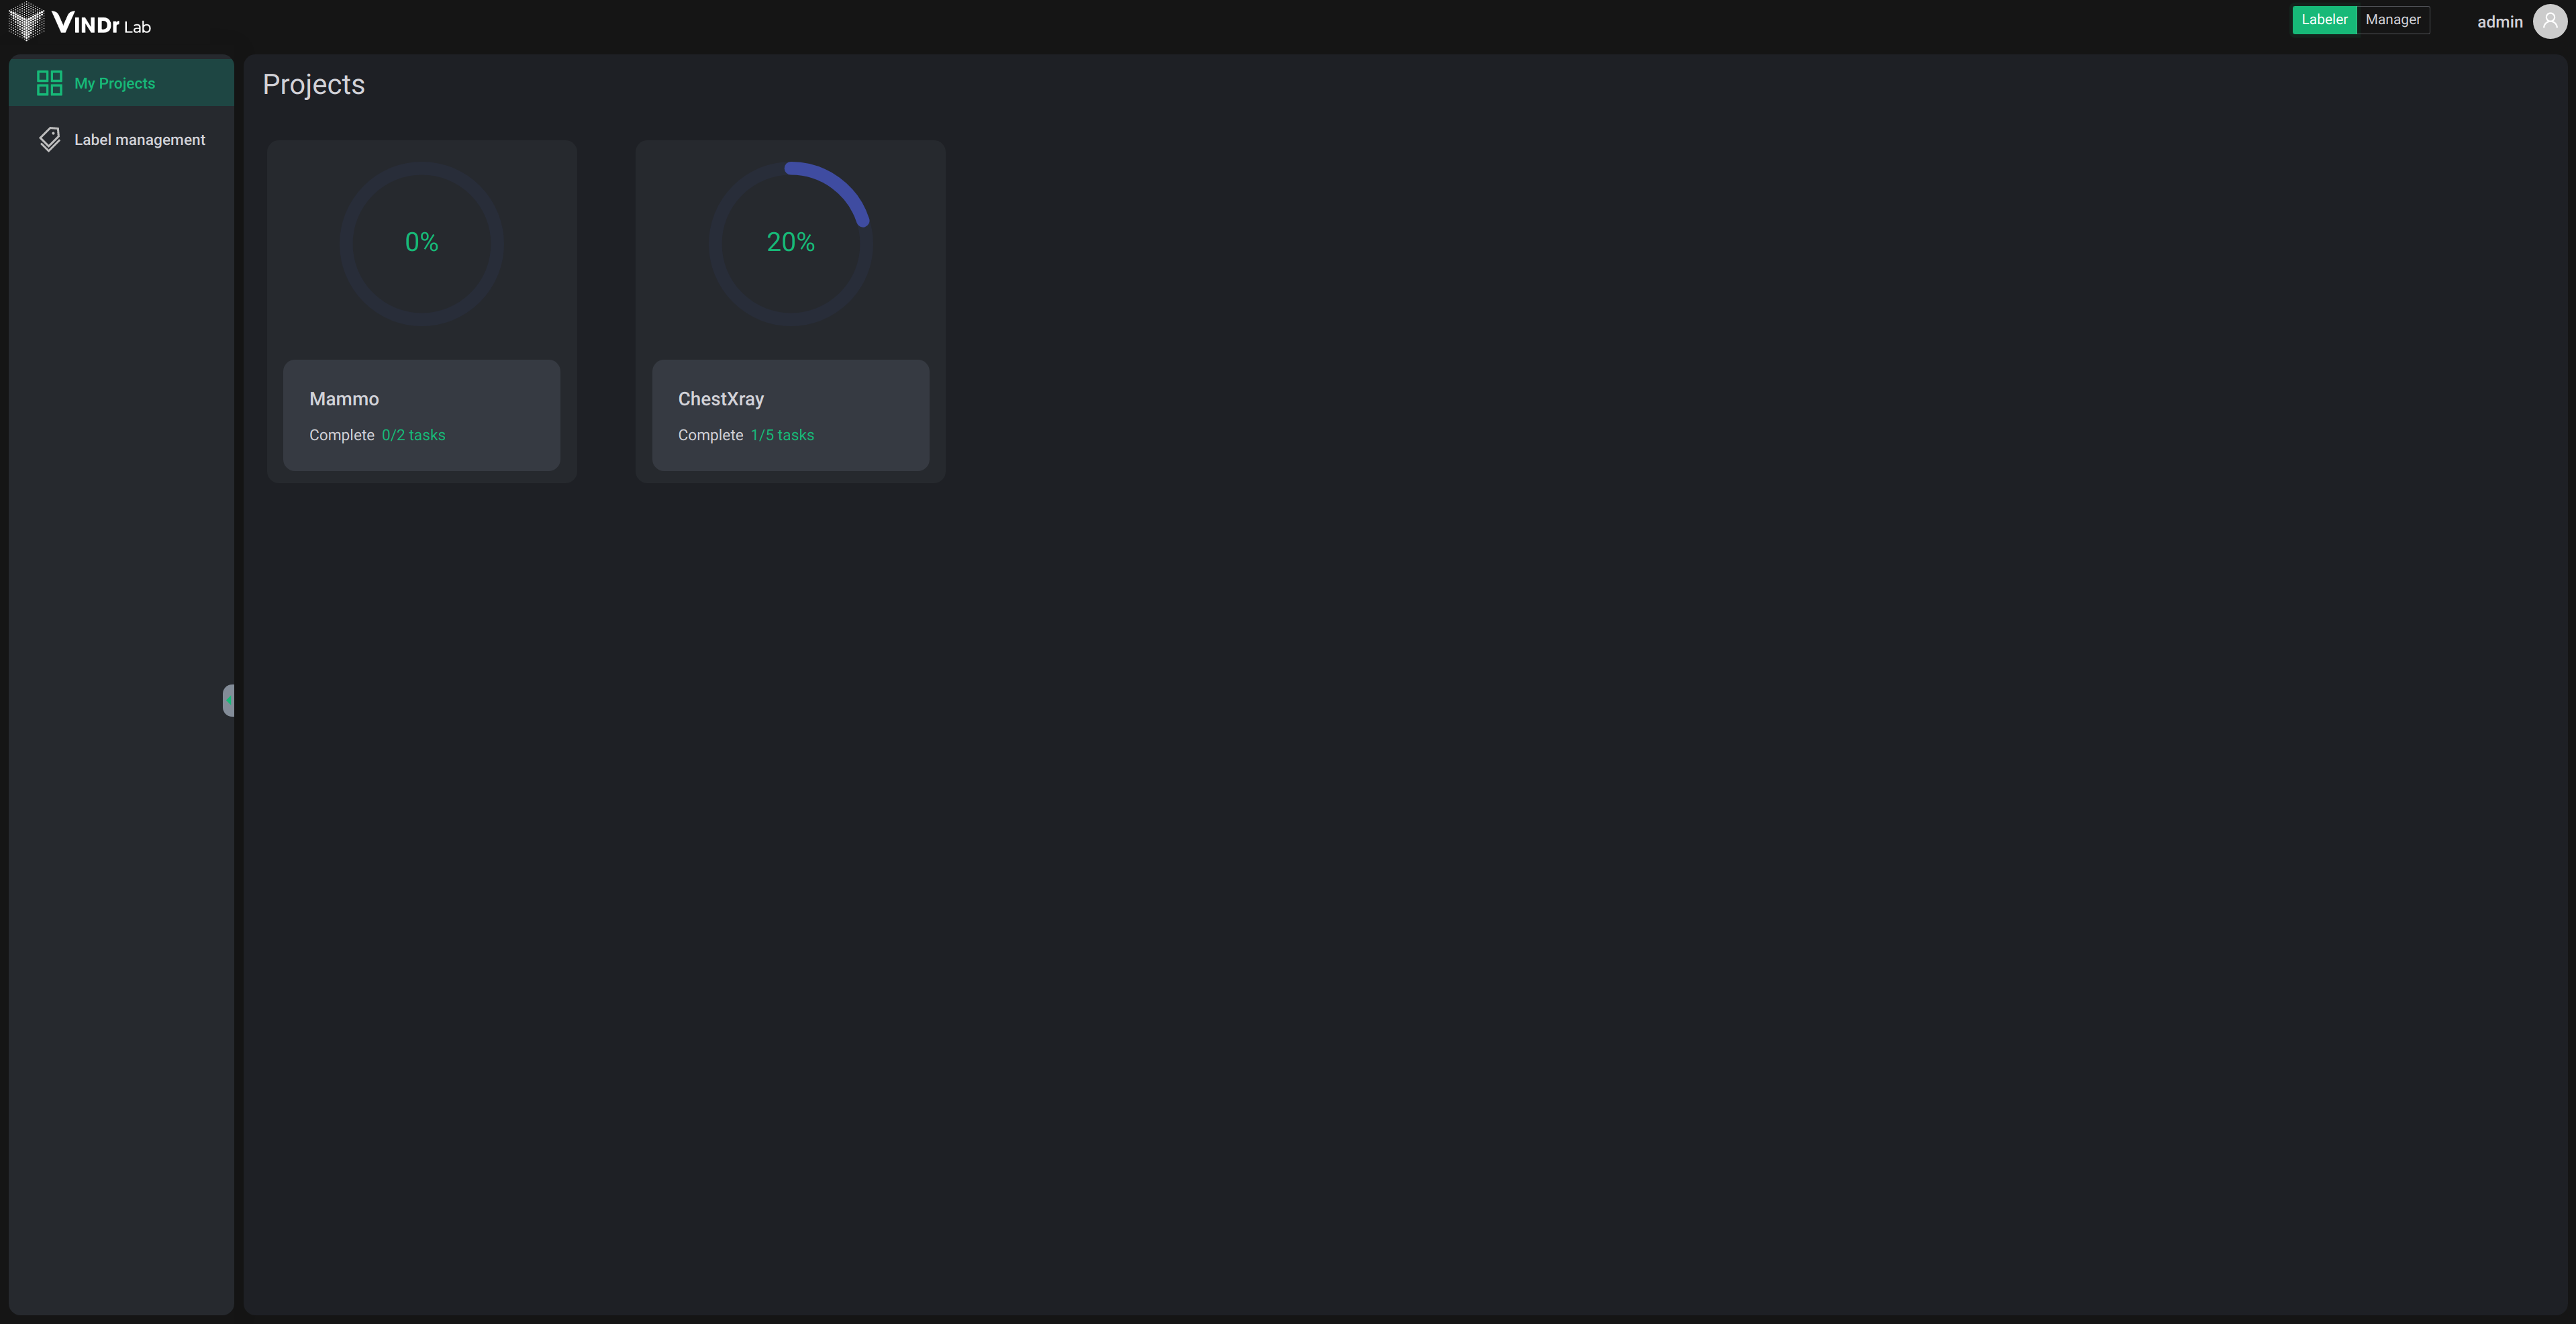 VINDr Lab
Labeler Manager
admin
My Projects
Label management
Projects
0%
Mammo
Complete 0/2 tasks
20%
ChestXray
Complete 1/5 tasks